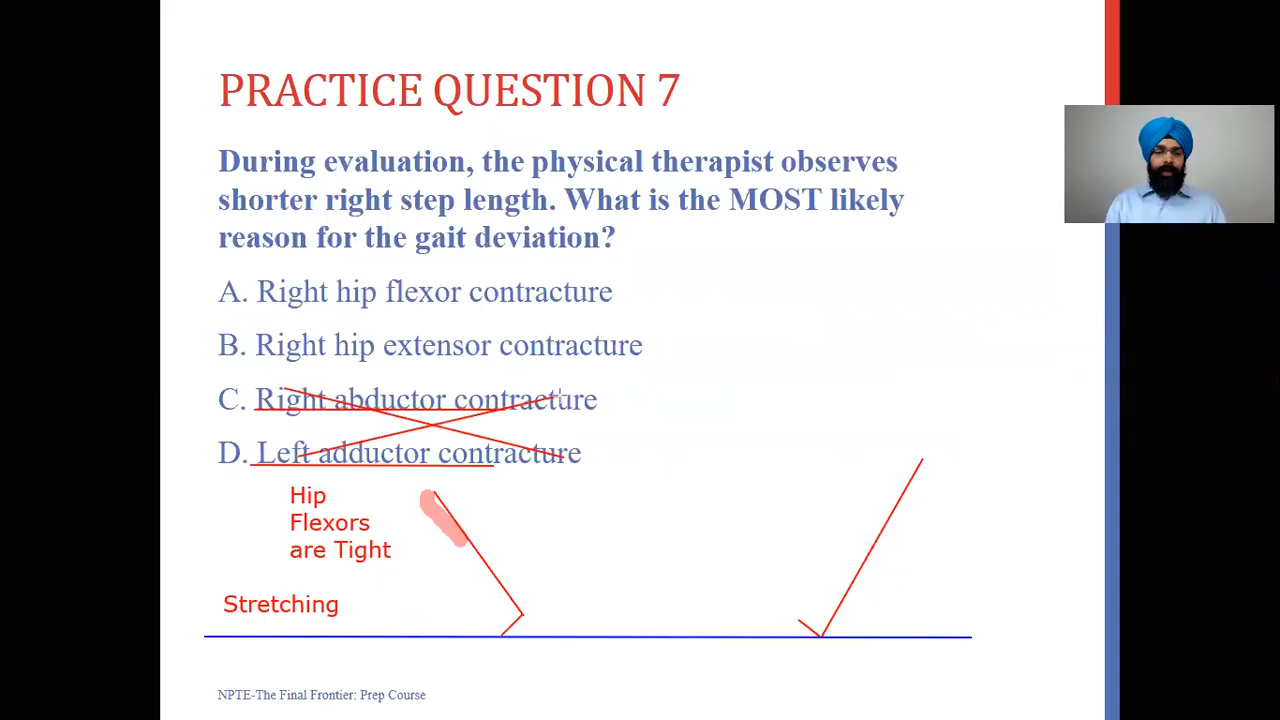 PRACTICE QUESTION 7
During evaluation, the physical therapist observes
shorter right step length. What is the MOST likely
reason for the gait deviation?
A. Right hip flexor contracture
B. Right hip extensor contracture
C. Right abductor contracture
D. Left adductor contracture
Hip
Flexors
are Tight
Stretching
NPTE-The Final Frontier: Prep Course